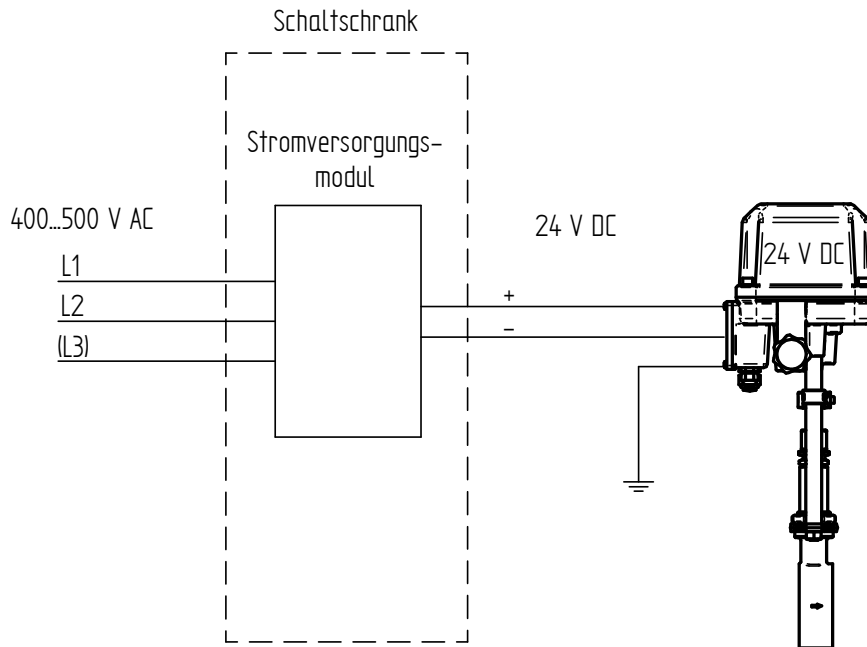 Schaltschrank
Stromversorgungs-
modul
400...500 V AC
24 V DC
24 V DC
L1
L2
(L3)
+
–